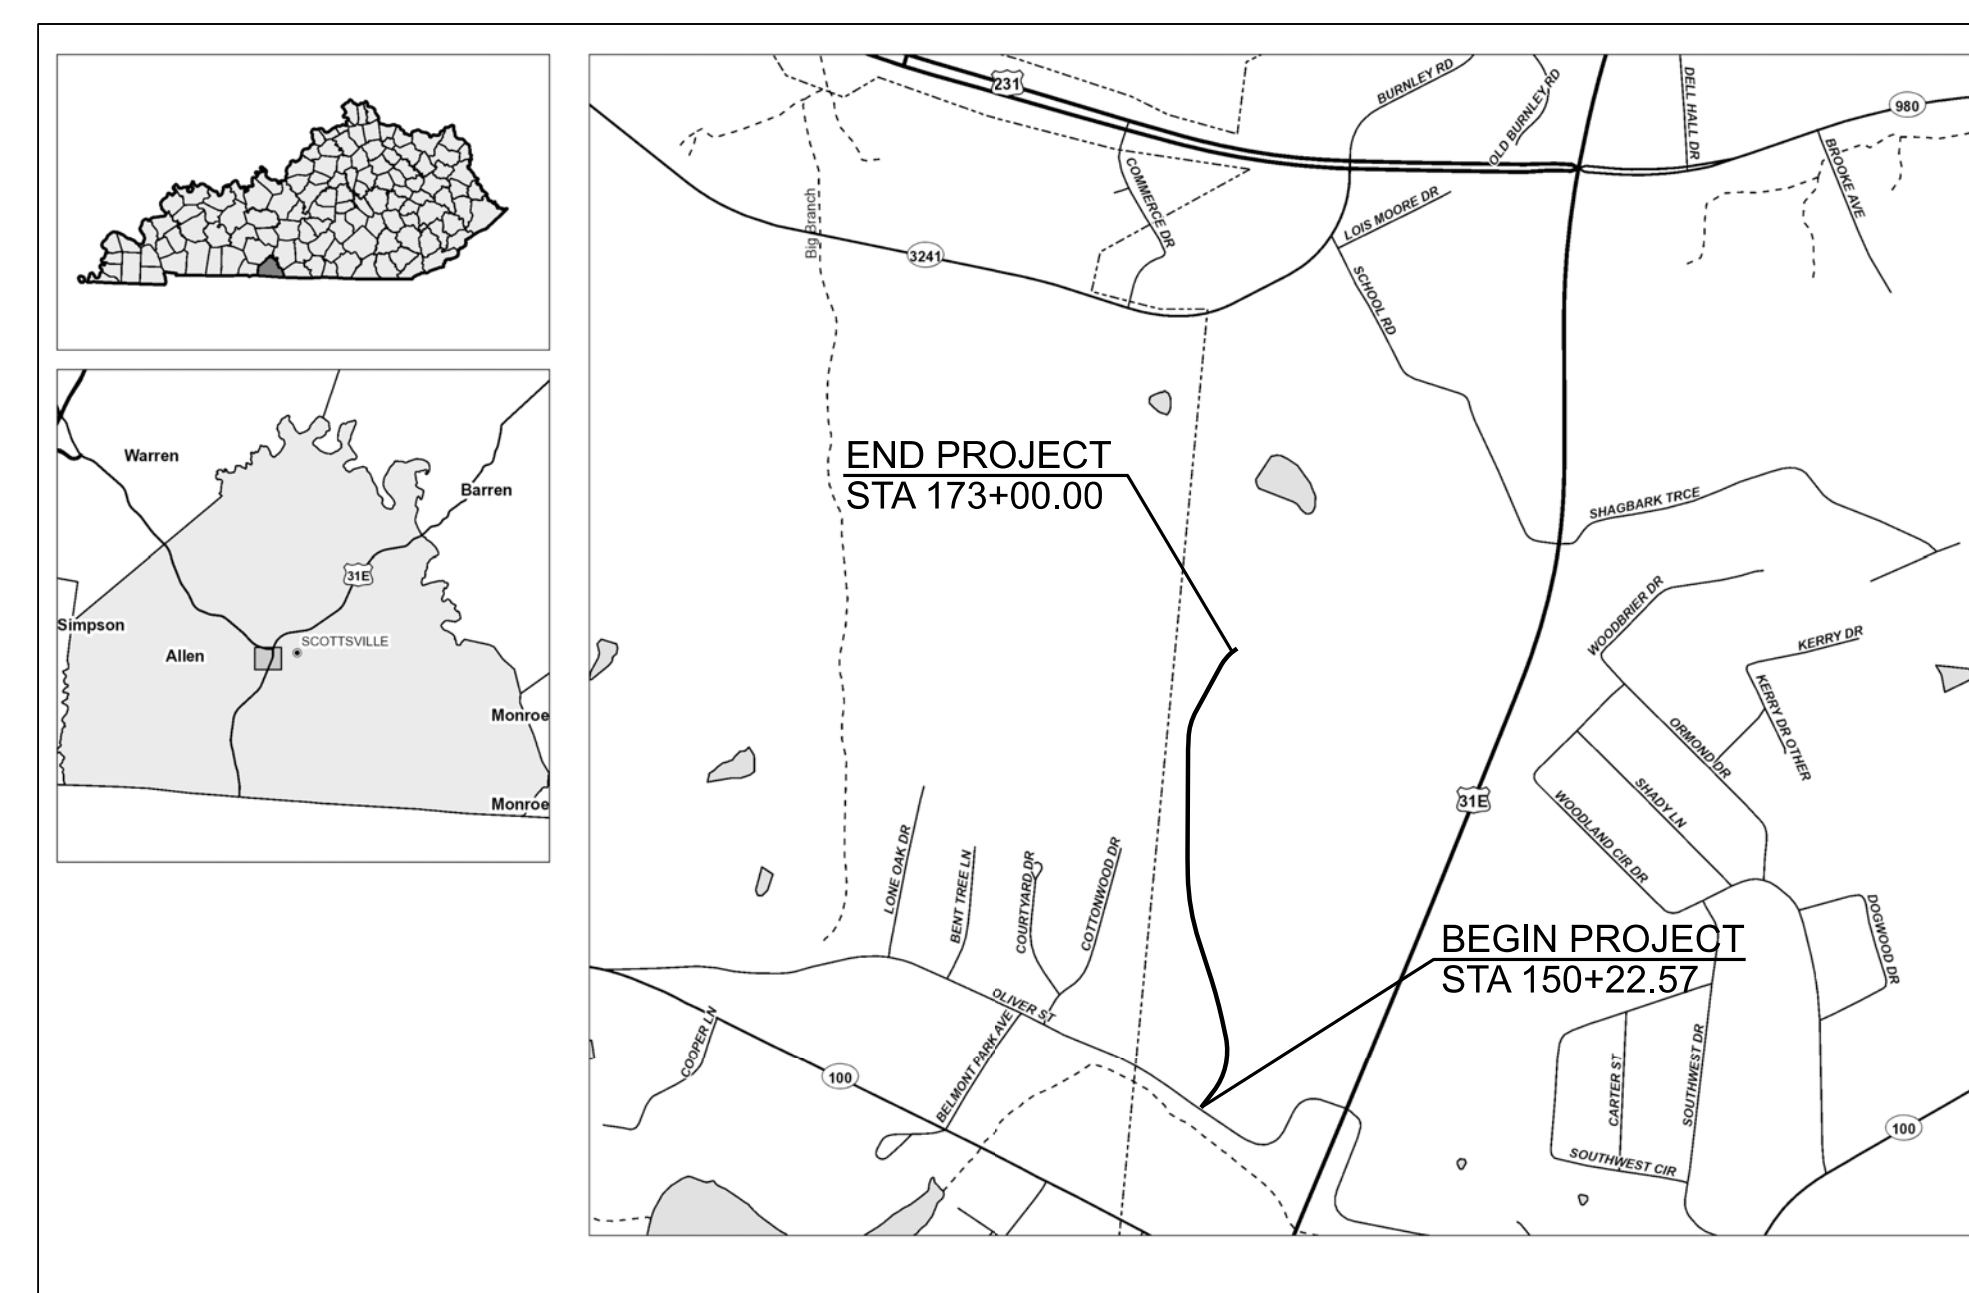 231
BURNLEY RD
OLD BURNLEY RD
DELL HALL DR
980
BROOKE AVE
COMMERCE DR
Big Branch
LOIS MOORE DR
3241
SCHOOL RD
Warren
Barren
31E
Simpson
SCOTTSVILLE
Allen
Monroe
Monroe
END PROJECT
STA 173+00.00
SHAGBARK TRCE
WOODBRIER DR
KERRY DR
KERRY DR OTHER
ORMOND DR
SHADY LN
31E
WOODLAND CIR DR
LONE OAK DR
BENT TREE LN
COURTYARD DR
COTTONWOOD DR
DOGWOOD DR
BEGIN PROJECT
STA 150+22.57
OLIVER ST
COOPER LN
BELMONT PARK AVE
100
CARTER ST
SOUTHWEST DR
100
SOUTHWEST CIR